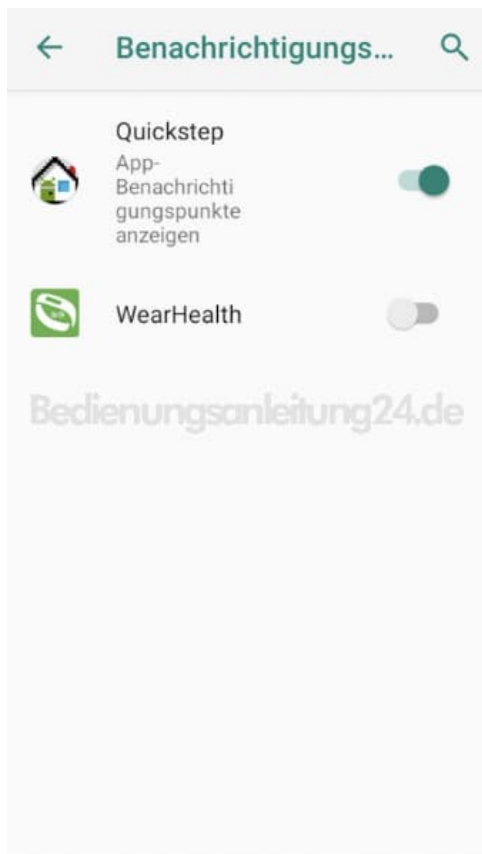 Benachrichtigungs...
Quickstep
App-
Benachrichti
gungspunkte
anzeigen
WearHealth
Bedienungsanleitung24.de